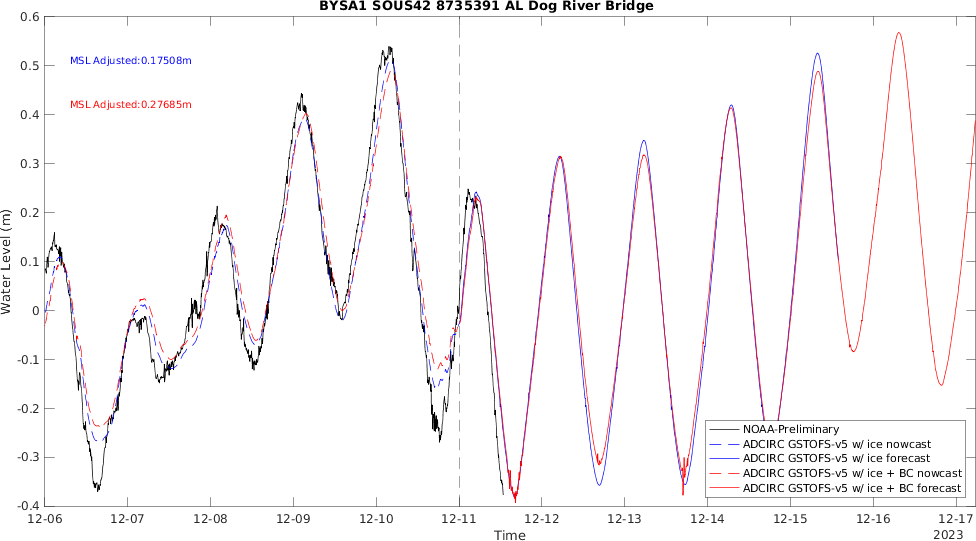 BYSA1 SOUS42 8735391 AL Dog River Bridge
0.6
0.5
0.4
0.3
0.2
0.1
0
-0.1
-0.2
-0.3
-0.4
Water Level (m)
MSL Adjusted:0.17508m
MSL Adjusted:0.27685m
NOAA-Preliminary
ADCIRC GSTOFS-v5 w/ ice nowcast
ADCIRC GSTOFS-v5 w/ ice forecast
ADCIRC GSTOFS-v5 w/ ice + BC nowcast
ADCIRC GSTOFS-v5 w/ ice + BC forecast
12-06 12-07 12-08 12-09 12-10 12-11 12-12 12-13 12-14 12-15 12-16 12-17
Time
2023